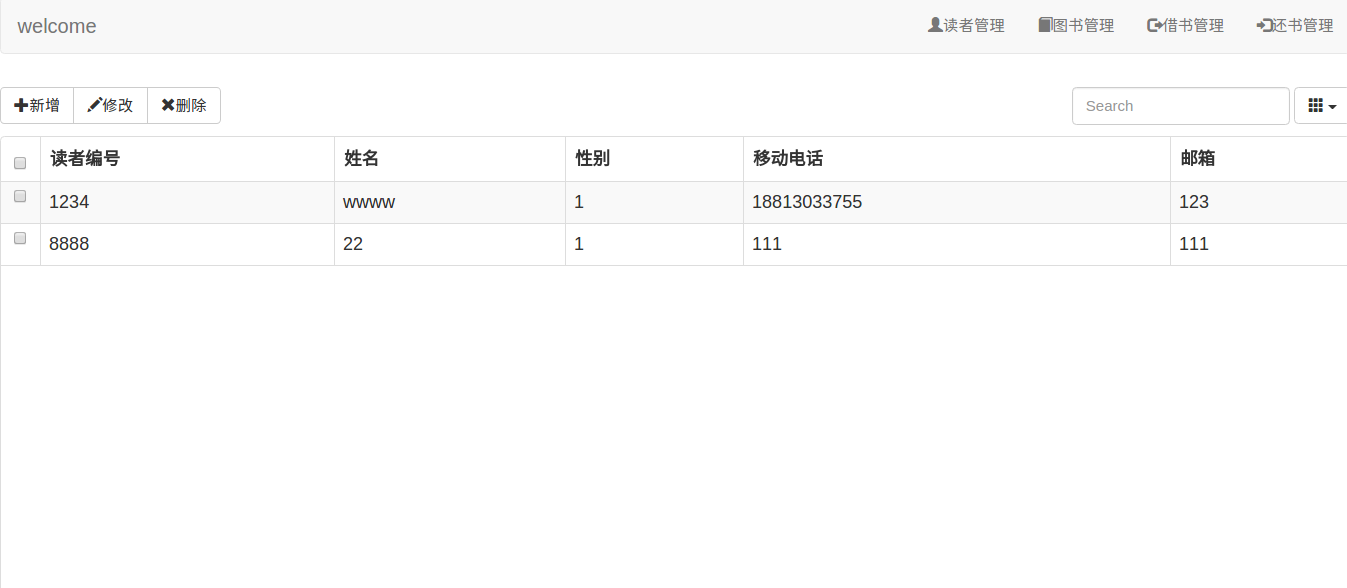 welcome 读者管理 图书管理 借书管理 还书管理
新增 修改 删除 Search
读者编号 姓名 性别 移动电话 邮箱
1234 wwww 1 18813033755 123
8888 22 1 111 111